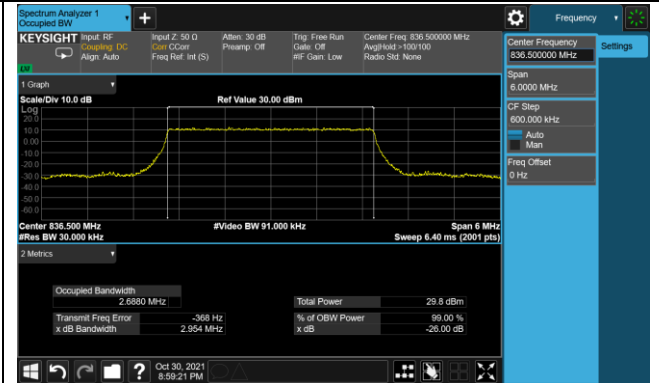 Spectrum Analyzer 1
Occupied BW
Frequency
KEYSIGHT
Input: RF
Coupling: DC
Align: Auto
Input Z: 50 Ω
Corr CCorr
Freq Ref: Int (S)
Atten: 30 dB
Preamp: Off
Trig: Free Run
Gate: Off
#IF Gain: Low
Center Freq: 836.500000 MHz
Avg|Hold:>100/100
Radio Std: None
LXI
1 Graph
Scale/Div 10.0 dB
Ref Value 30.00 dBm
Log
20.0
10.0
0.00
-10.0
-20.0
-30.0
-40.0
-50.0
-60.0
Center 836.500 MHz
#Video BW 91.000 kHz
Span 6 MHz
#Res BW 30.000 kHz
Sweep 6.40 ms (2001 pts)
2 Metrics
Occupied Bandwidth
2.6880 MHz
Total Power
29.8 dBm
Transmit Freq Error
-368 Hz
% of OBW Power
99.00 %
x dB Bandwidth
2.954 MHz
x dB
-26.00 dB
Oct 30, 2021
8:59:21 PM
Center Frequency
836.500000 MHz
Settings
Span
6.0000 MHz
CF Step
600.000 kHz
Auto
Man
Freq Offset
0 Hz